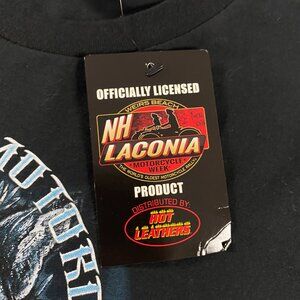 OFFICIALLY LICENSED
WEIRS BEACH
NH
LACONIA
MOTORCYCLE
WEEK
THE WORLD'S OLDEST MOTORCYCLE RALLY
PRODUCT
DISTRIBUTED BY:
HOT
LEATHERS